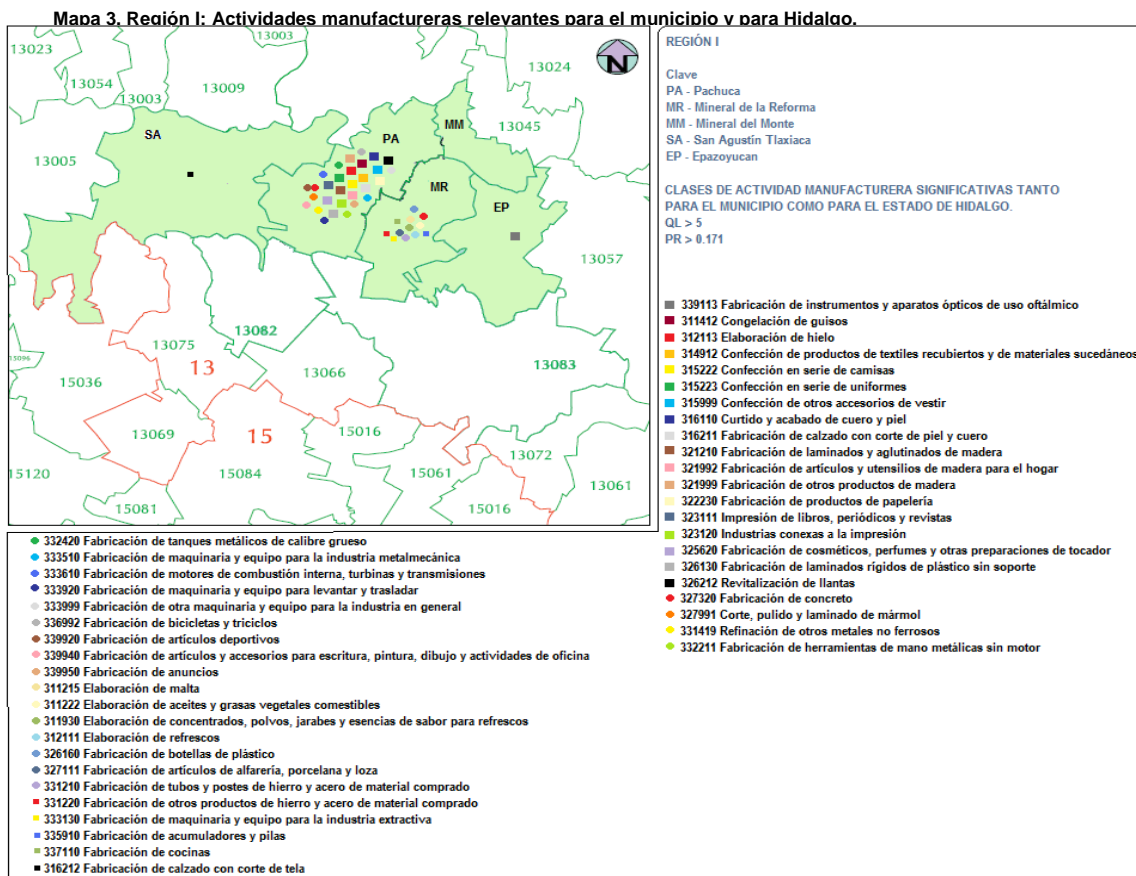 Mapa 3. Región I: Actividades manufactureras relevantes para el municipio y para Hidalgo.
13003
13023
13024
13054
13003
13009
SA
PA
MM
13045
13005
MR
EP
13057
13082
13075
13
13066
13083
15096
15036
13069
15
15016
13072
15120
15084
15061
13061
15081
15016
N
REGIÓN I
Clave
PA - Pachuca
MR - Mineral de la Reforma
MM - Mineral del Monte
SA - San Agustín Tlaxiaca
EP - Epazoyucan
CLASES DE ACTIVIDAD MANUFACTURERA SIGNIFICATIVAS TANTO
PARA EL MUNICIPIO COMO PARA EL ESTADO DE HIDALGO.
QL > 5
PR > 0.171
339113 Fabricación de instrumentos y aparatos ópticos de uso oftálmico
311412 Congelación de guisos
312113 Elaboración de hielo
314912 Confección de productos de textiles recubiertos y de materiales sucedáneos
315222 Confección en serie de camisas
315223 Confección en serie de uniformes
315999 Confección de otros accesorios de vestir
316110 Curtido y acabado de cuero y piel
316211 Fabricación de calzado con corte de piel y cuero
321210 Fabricación de laminados y aglutinados de madera
321992 Fabricación de artículos y utensilios de madera para el hogar
321999 Fabricación de otros productos de madera
322230 Fabricación de productos de papelería
323111 Impresión de libros, periódicos y revistas
323120 Industrias conexas a la impresión
325620 Fabricación de cosméticos, perfumes y otras preparaciones de tocador
326130 Fabricación de laminados rígidos de plástico sin soporte
326212 Revitalización de llantas
327320 Fabricación de concreto
327991 Corte, pulido y laminado de mármol
331419 Refinación de otros metales no ferrosos
332211 Fabricación de herramientas de mano metálicas sin motor
332420 Fabricación de tanques metálicos de calibre grueso
333510 Fabricación de maquinaria y equipo para la industria metalmecánica
333610 Fabricación de motores de combustión interna, turbinas y transmisiones
333920 Fabricación de maquinaria y equipo para levantar y trasladar
333999 Fabricación de otra maquinaria y equipo para la industria en general
336992 Fabricación de bicicletas y triciclos
339920 Fabricación de artículos deportivos
339940 Fabricación de artículos y accesorios para escritura, pintura, dibujo y actividades de oficina
339950 Fabricación de anuncios
311215 Elaboración de malta
311222 Elaboración de aceites y grasas vegetales comestibles
311930 Elaboración de concentrados, polvos, jarabes y esencias de sabor para refrescos
312111 Elaboración de refrescos
326160 Fabricación de botellas de plástico
327111 Fabricación de artículos de alfarería, porcelana y loza
331210 Fabricación de tubos y postes de hierro y acero de material comprado
331220 Fabricación de otros productos de hierro y acero de material comprado
333130 Fabricación de maquinaria y equipo para la industria extractiva
335910 Fabricación de acumuladores y pilas
337110 Fabricación de cocinas
316212 Fabricación de calzado con corte de tela